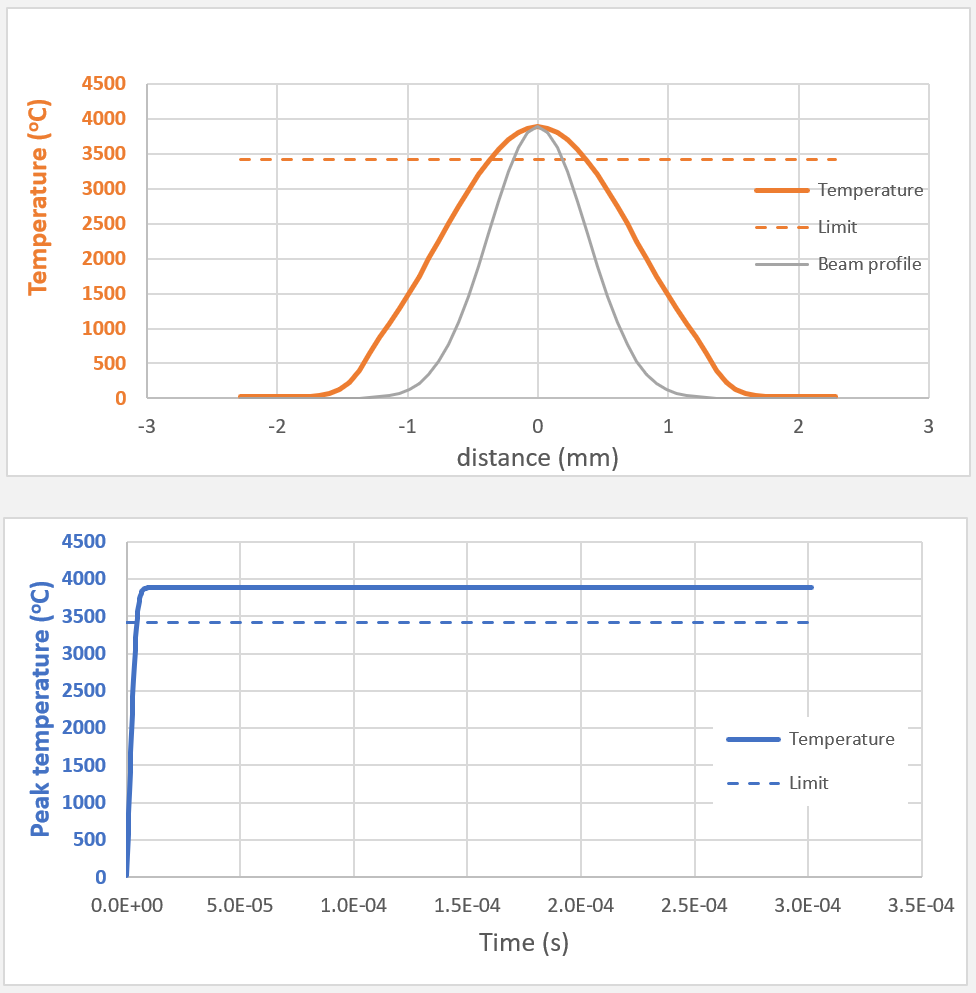 Temperature (ºC)
4500
4000
3500
3000
2500
2000
1500
1000
500
0
Temperature
Limit
Beam profile
-3 -2 -1 0 1 2 3
distance (mm)
Peak temperature (ºC)
4500
4000
3500
3000
2500
2000
1500
1000
500
0
Temperature
Limit
0.0E+00 5.0E-05 1.0E-04 1.5E-04 2.0E-04 2.5E-04 3.0E-04 3.5E-04
Time (s)